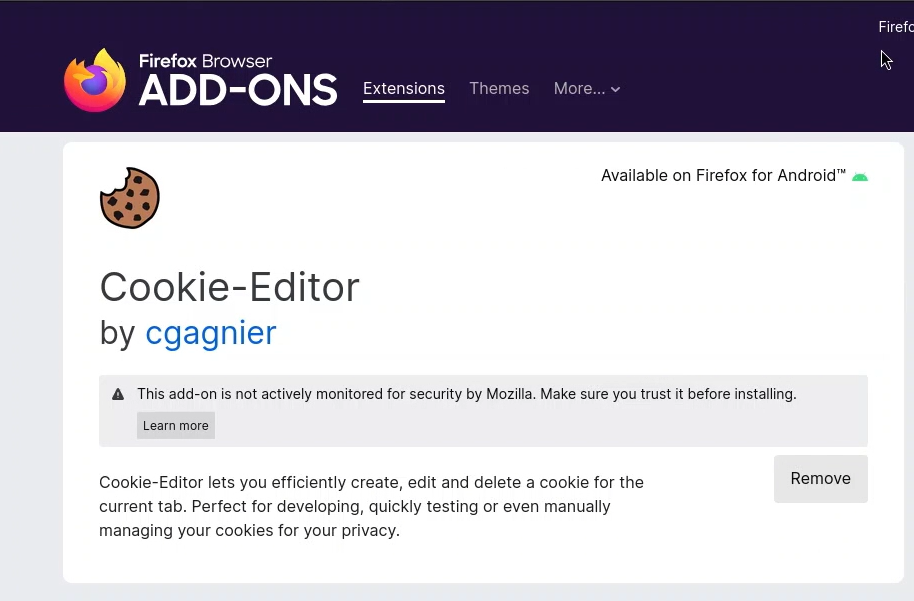 Firefox Browser
ADD-ONS
Extensions
Themes
More...
Available on Firefox for Android™
Cookie-Editor
by cgagnier
This add-on is not actively monitored for security by Mozilla. Make sure you trust it before installing.
Learn more
Cookie-Editor lets you efficiently create, edit and delete a cookie for the
current tab. Perfect for developing, quickly testing or even manually
managing your cookies for your privacy.
Remove